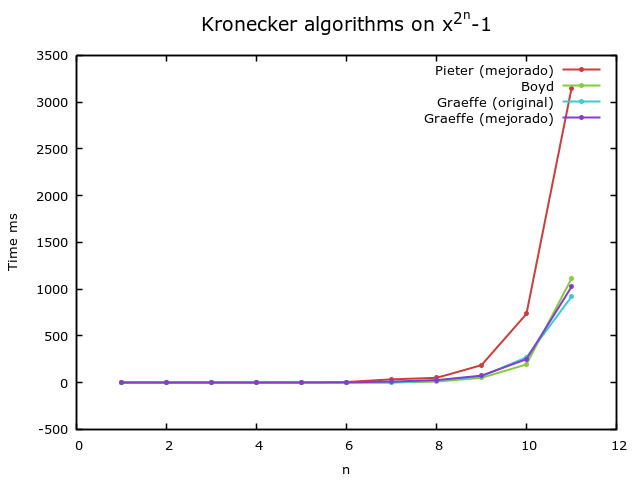 Kronecker algorithms on x^2^n-1
3500
3000
2500
2000
1500
1000
500
0
-500
Time ms
Pieter (mejorado)
Boyd
Graeffe (original)
Graeffe (mejorado)
0 2 4 6 8 10 12
n